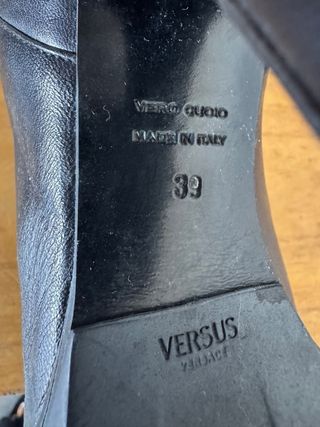 VERO CUOIO
MADE IN ITALY
39
VERSUS
VERSACE